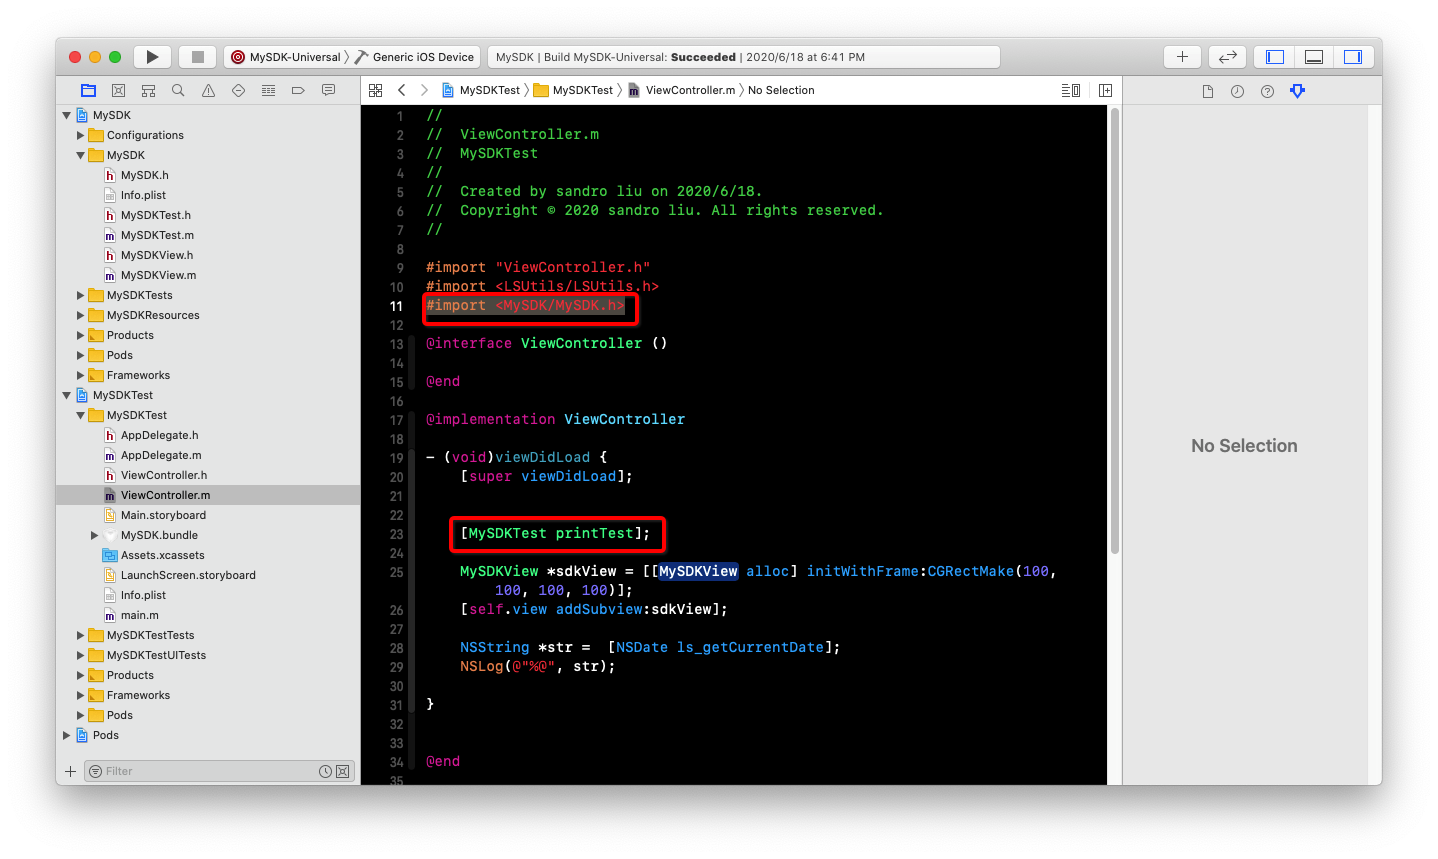 MySDK-Universal 〉 Generic iOS Device
MySDK | Build MySDK-Universal: Succeeded | 2020/6/18 at 6:41 PM
MySDK
Configurations
MySDK
MySDK.h
Info.plist
MySDKTest.h
MySDKTest.m
MySDKView.h
MySDKView.m
MySDKTests
MySDKResources
Products
Pods
Frameworks
MySDKTest
MySDKTest
AppDelegate.h
AppDelegate.m
ViewController.h
ViewController.m
Main.storyboard
MySDK.bundle
Assets.xcassets
LaunchScreen.storyboard
Info.plist
main.m
MySDKTestTests
MySDKTestUITests
Products
Frameworks
Pods
Pods
Filter
MySDKTest 〉 MySDKTest 〉 ViewController.m 〉 No Selection
1 //
2 //  ViewController.m
3 //  MySDKTest
4 //
5 //  Created by sandro liu on 2020/6/18.
6 //  Copyright © 2020 sandro liu. All rights reserved.
7 //
8
9 #import "ViewController.h"
10 #import <LSUtils/LSUtils.h>
11 #import <MySDK/MySDK.h>
12
13 @interface ViewController ()
14
15 @end
16
17 @implementation ViewController
18
19 - (void)viewDidLoad {
20     [super viewDidLoad];
21
22
23     [MySDKTest printTest];
24
25     MySDKView *sdkView = [[MySDKView alloc] initWithFrame:CGRectMake(100,
100, 100, 100)];
26     [self.view addSubview:sdkView];
27
28     NSString *str =  [NSDate ls_getCurrentDate];
29     NSLog(@"%@", str);
30
31 }
32
33
34 @end
35
No Selection